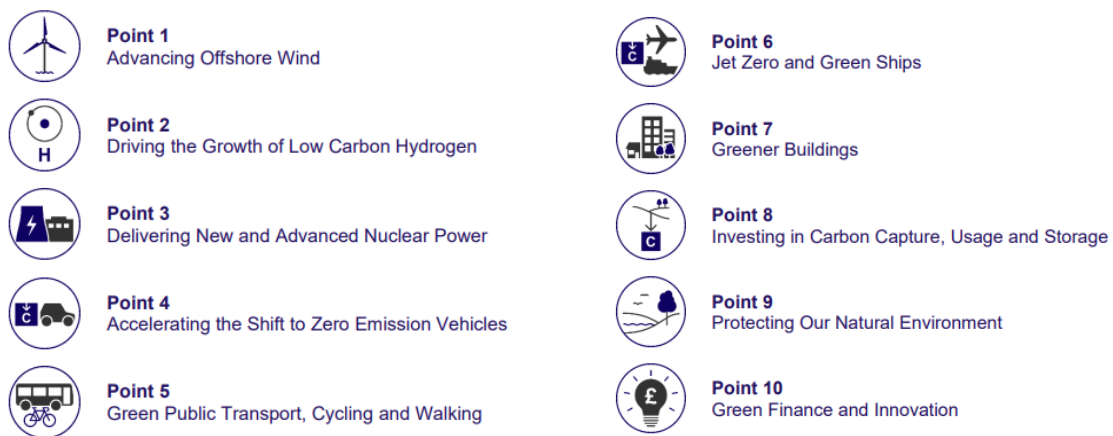 Point 1
Advancing Offshore Wind
H
Point 2
Driving the Growth of Low Carbon Hydrogen
Point 3
Delivering New and Advanced Nuclear Power
C
Point 4
Accelerating the Shift to Zero Emission Vehicles
Point 5
Green Public Transport, Cycling and Walking
C
Point 6
Jet Zero and Green Ships
Point 7
Greener Buildings
C
Point 8
Investing in Carbon Capture, Usage and Storage
Point 9
Protecting Our Natural Environment
£
Point 10
Green Finance and Innovation